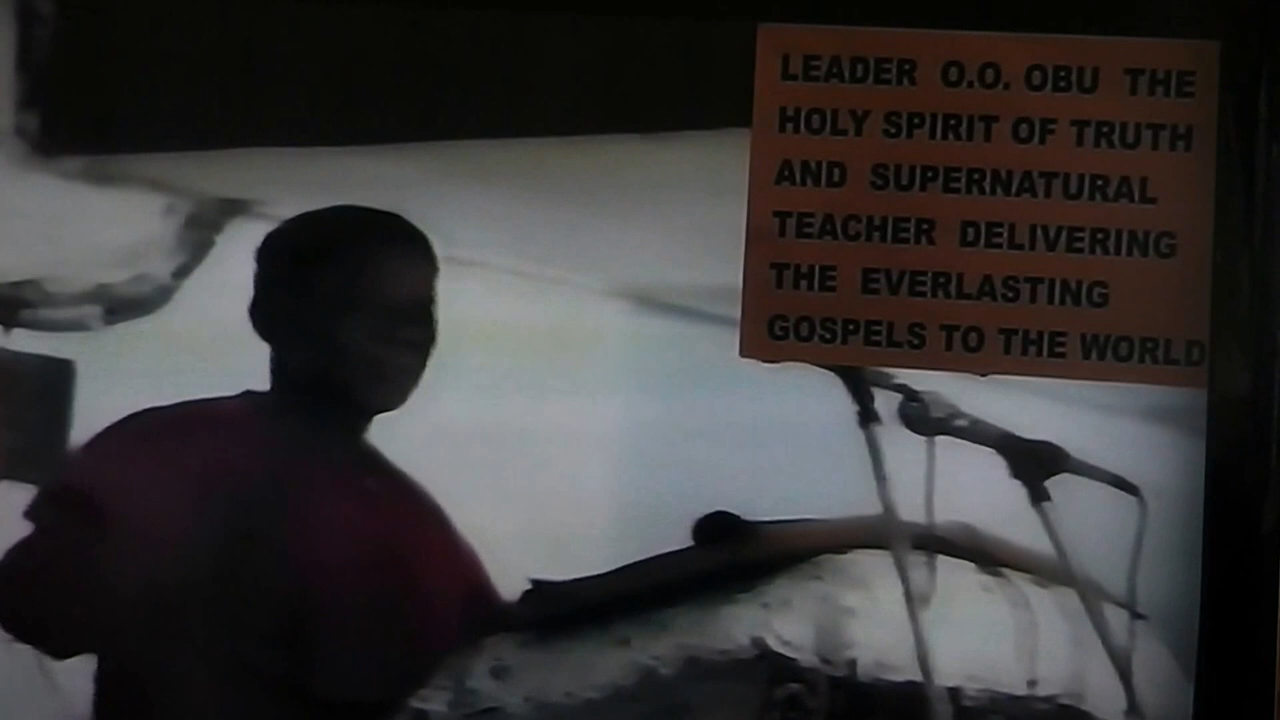 LEADER O.O. OBU THE
HOLY SPIRIT OF TRUTH
AND SUPERNATURAL
TEACHER DELIVERING
THE EVERLASTING
GOSPELS TO THE WORLD